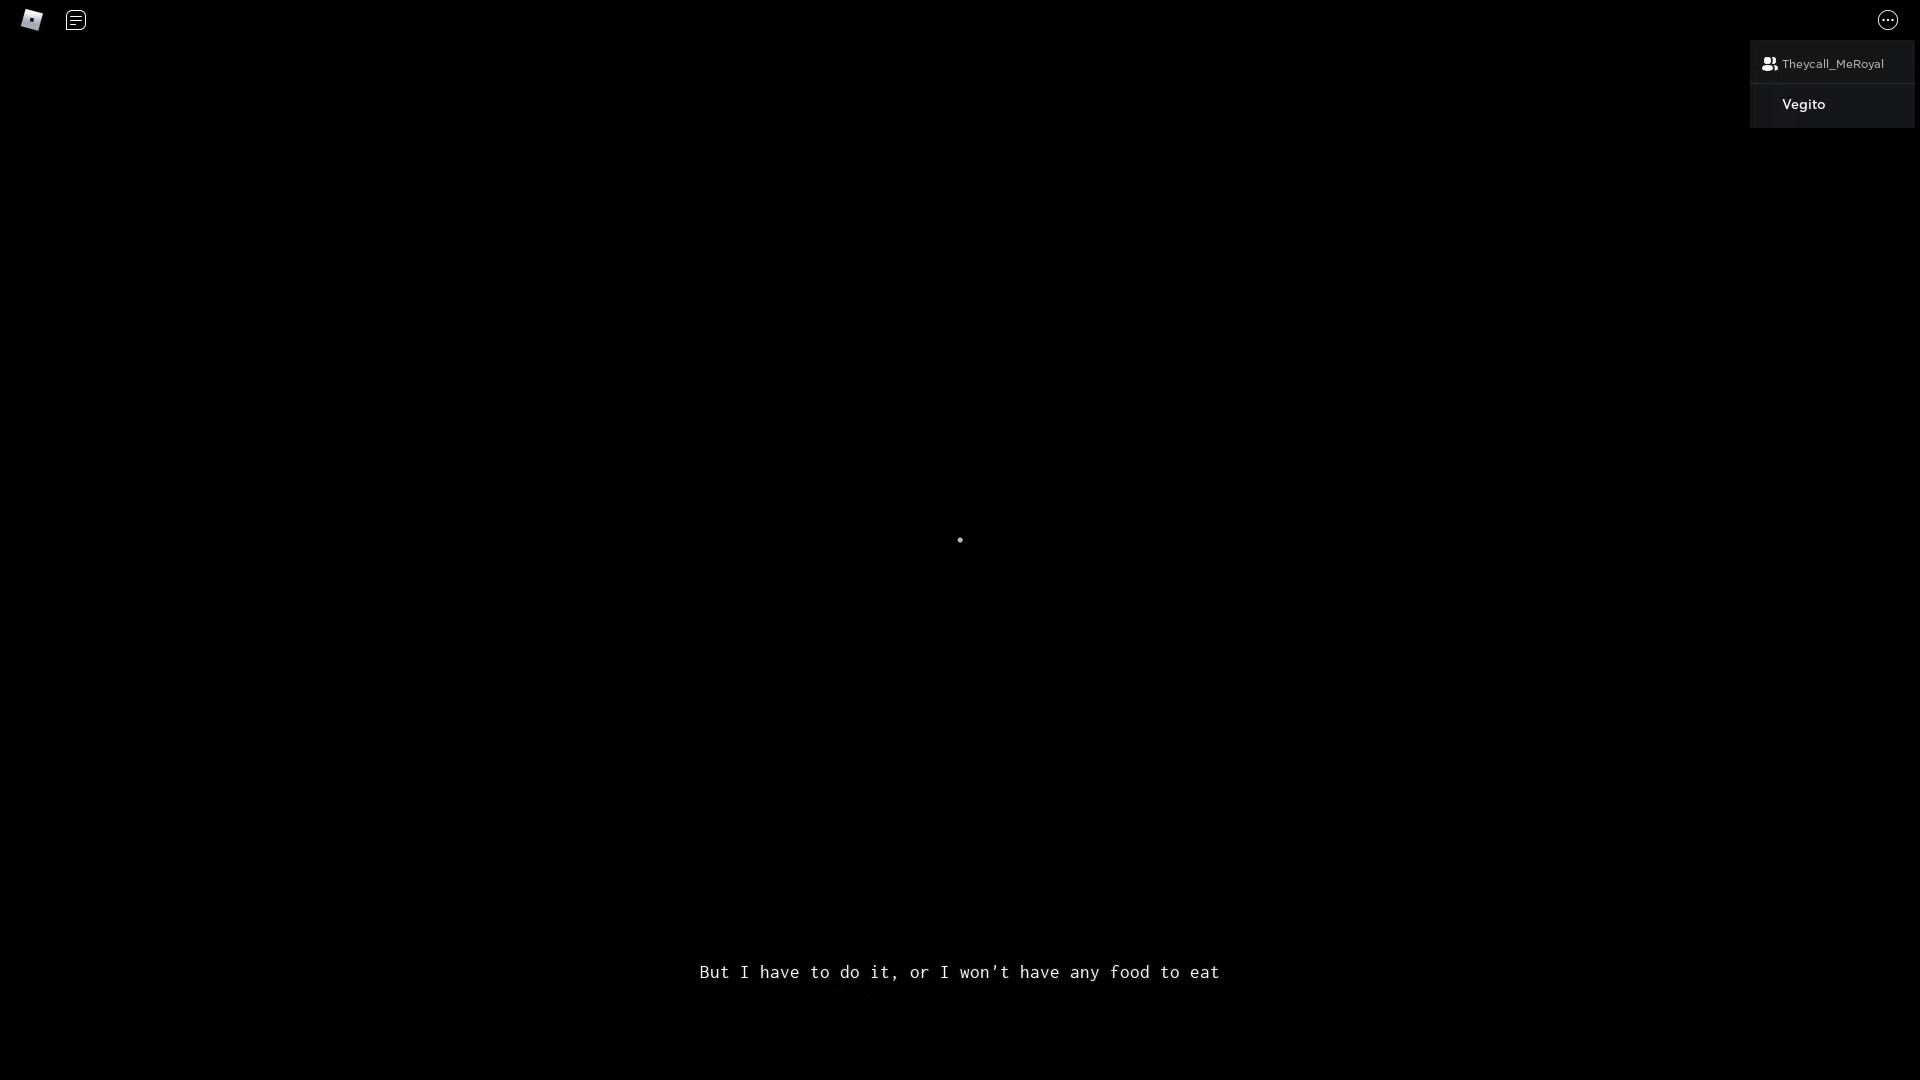 Theycall_MeRoyal
Vegito
But I have to do it, or I won't have any food to eat